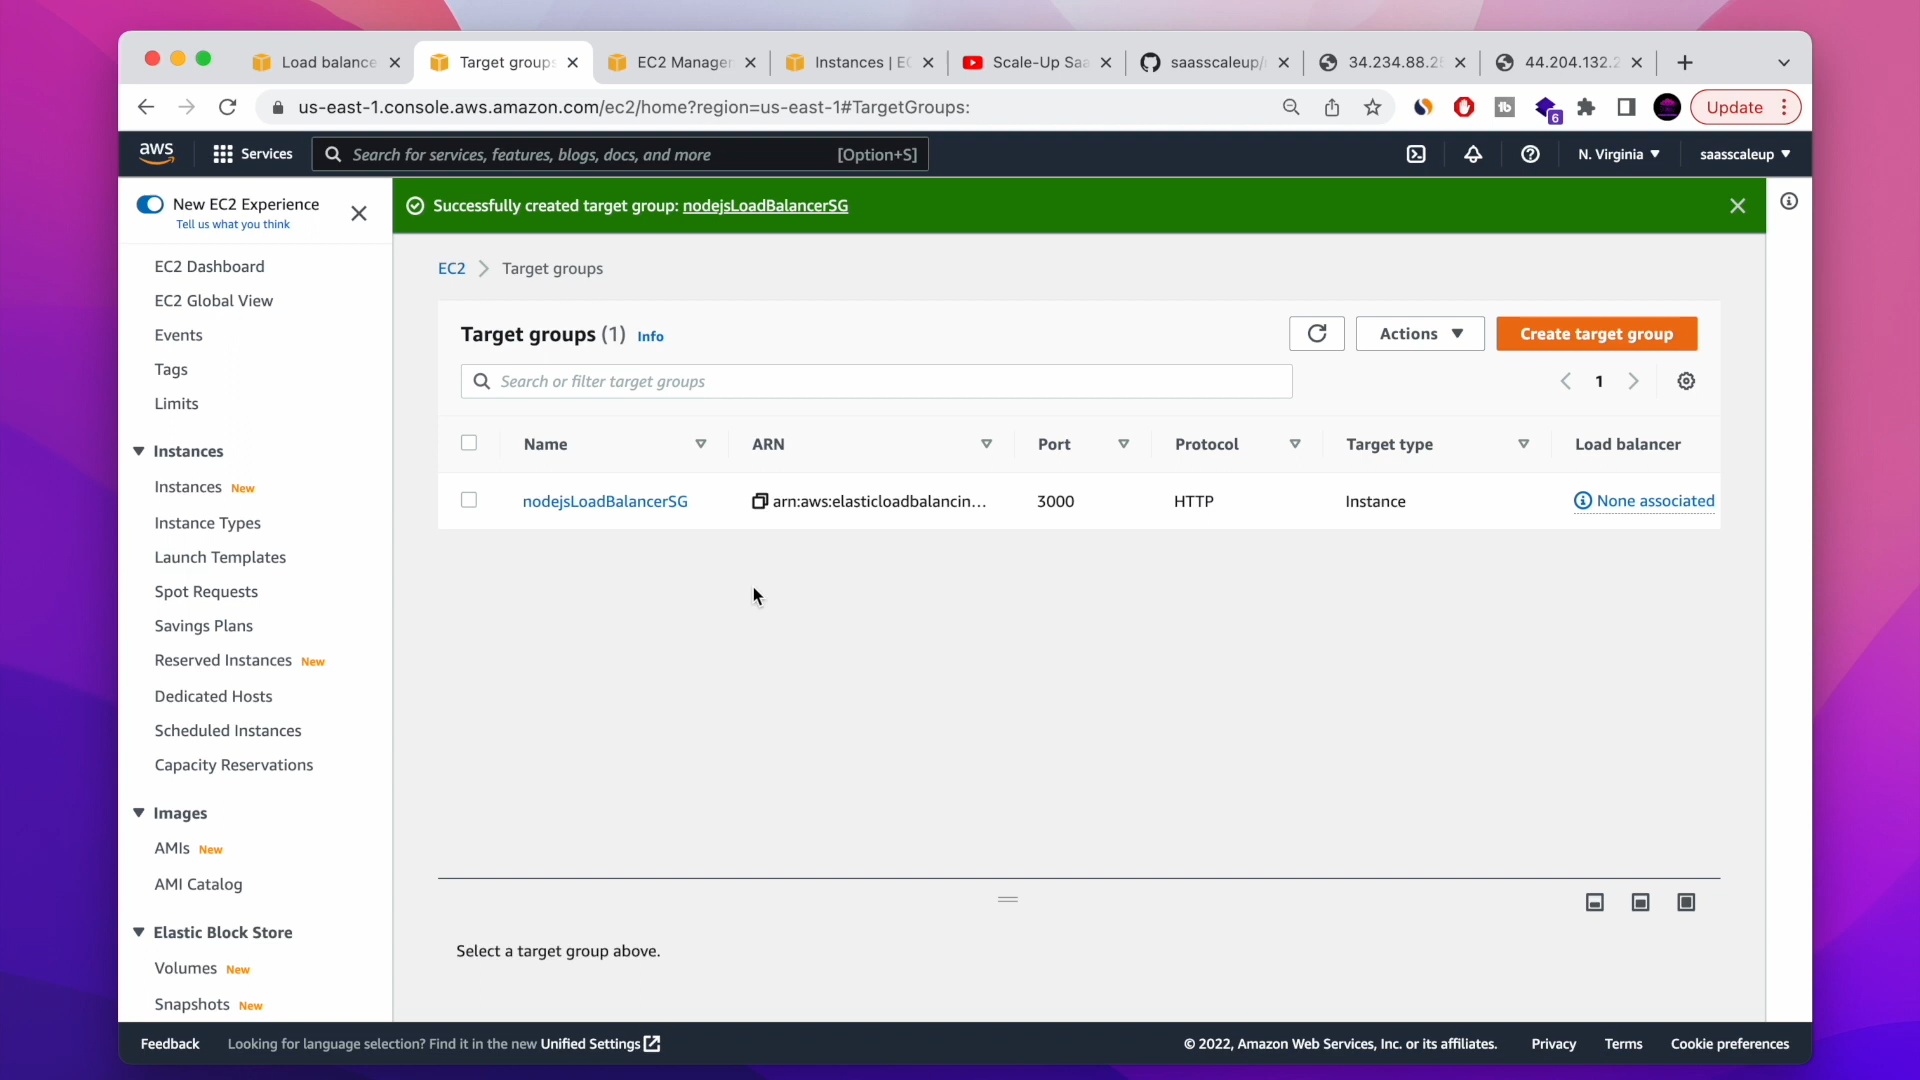 Load balance
Target groups
EC2 Manager
Instances | EC
Scale-Up Saa
saasscaleup/
34.234.88.2
44.204.132.2
us-east-1.console.aws.amazon.com/ec2/home?region=us-east-1#TargetGroups:
tb
6
Update
aws
Services
Search for services, features, blogs, docs, and more
[Option+S]
N. Virginia
saasscaleup
New EC2 Experience
Tell us what you think
Successfully created target group: nodejsLoadBalancerSG
EC2 Dashboard
EC2 Global View
Events
Tags
Limits
Instances
Instances New
Instance Types
Launch Templates
Spot Requests
Savings Plans
Reserved Instances New
Dedicated Hosts
Scheduled Instances
Capacity Reservations
Images
AMIs New
AMI Catalog
Elastic Block Store
Volumes New
Snapshots New
EC2 > Target groups
Target groups (1) Info
Actions
Create target group
Search or filter target groups
1
Name
ARN
Port
Protocol
Target type
Load balancer
nodejsLoadBalancerSG
arn:aws:elasticloadbalancin...
3000
HTTP
Instance
None associated
Select a target group above.
Feedback
Looking for language selection? Find it in the new Unified Settings
© 2022, Amazon Web Services, Inc. or its affiliates.
Privacy
Terms
Cookie preferences